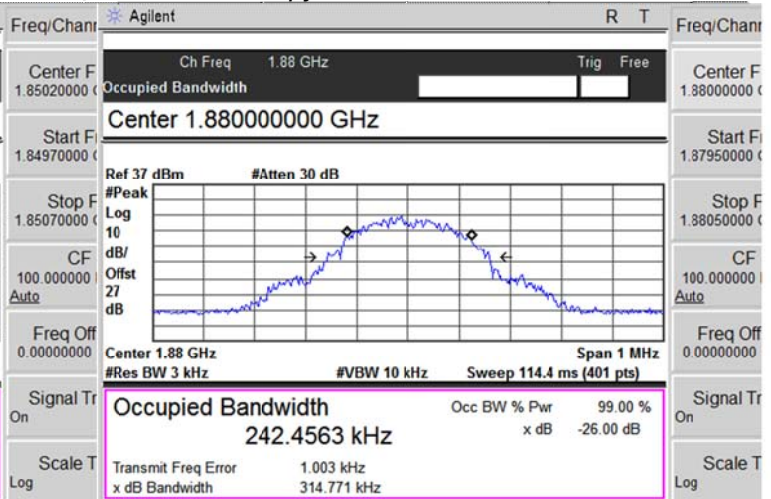 Freq/Chann
Center F
1.85020000
Start F
1.84970000
Stop F
1.85070000
CF
100.000000
Auto
Freq Off
0.00000000
Signal Tr
On
Scale T
Log
Agilent R T
Ch Freq 1.88 GHz Trig Free
Occupied Bandwidth
Center 1.880000000 GHz
Ref 37 dBm #Atten 30 dB
#Peak
Log
10
dB/
Offst
27
dB
Center 1.88 GHz Span 1 MHz
#Res BW 3 kHz #VBW 10 kHz Sweep 114.4 ms (401 pts)
Occupied Bandwidth Occ BW % Pwr 99.00 %
242.4563 kHz x dB -26.00 dB
Transmit Freq Error 1.003 kHz
x dB Bandwidth 314.771 kHz
Freq/Chann
Center F
1.88000000
Start F
1.87950000
Stop F
1.88050000
CF
100.000000
Auto
Freq Off
0.00000000
Signal Tr
On
Scale T
Log